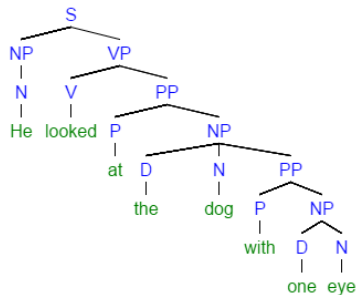 S
NP VP
N V PP
He looked P NP
at D N PP
the dog P NP
with D N
one eye